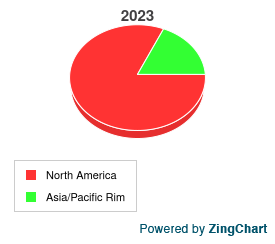 2023
North America
Asia/Pacific Rim
Powered by ZingChart